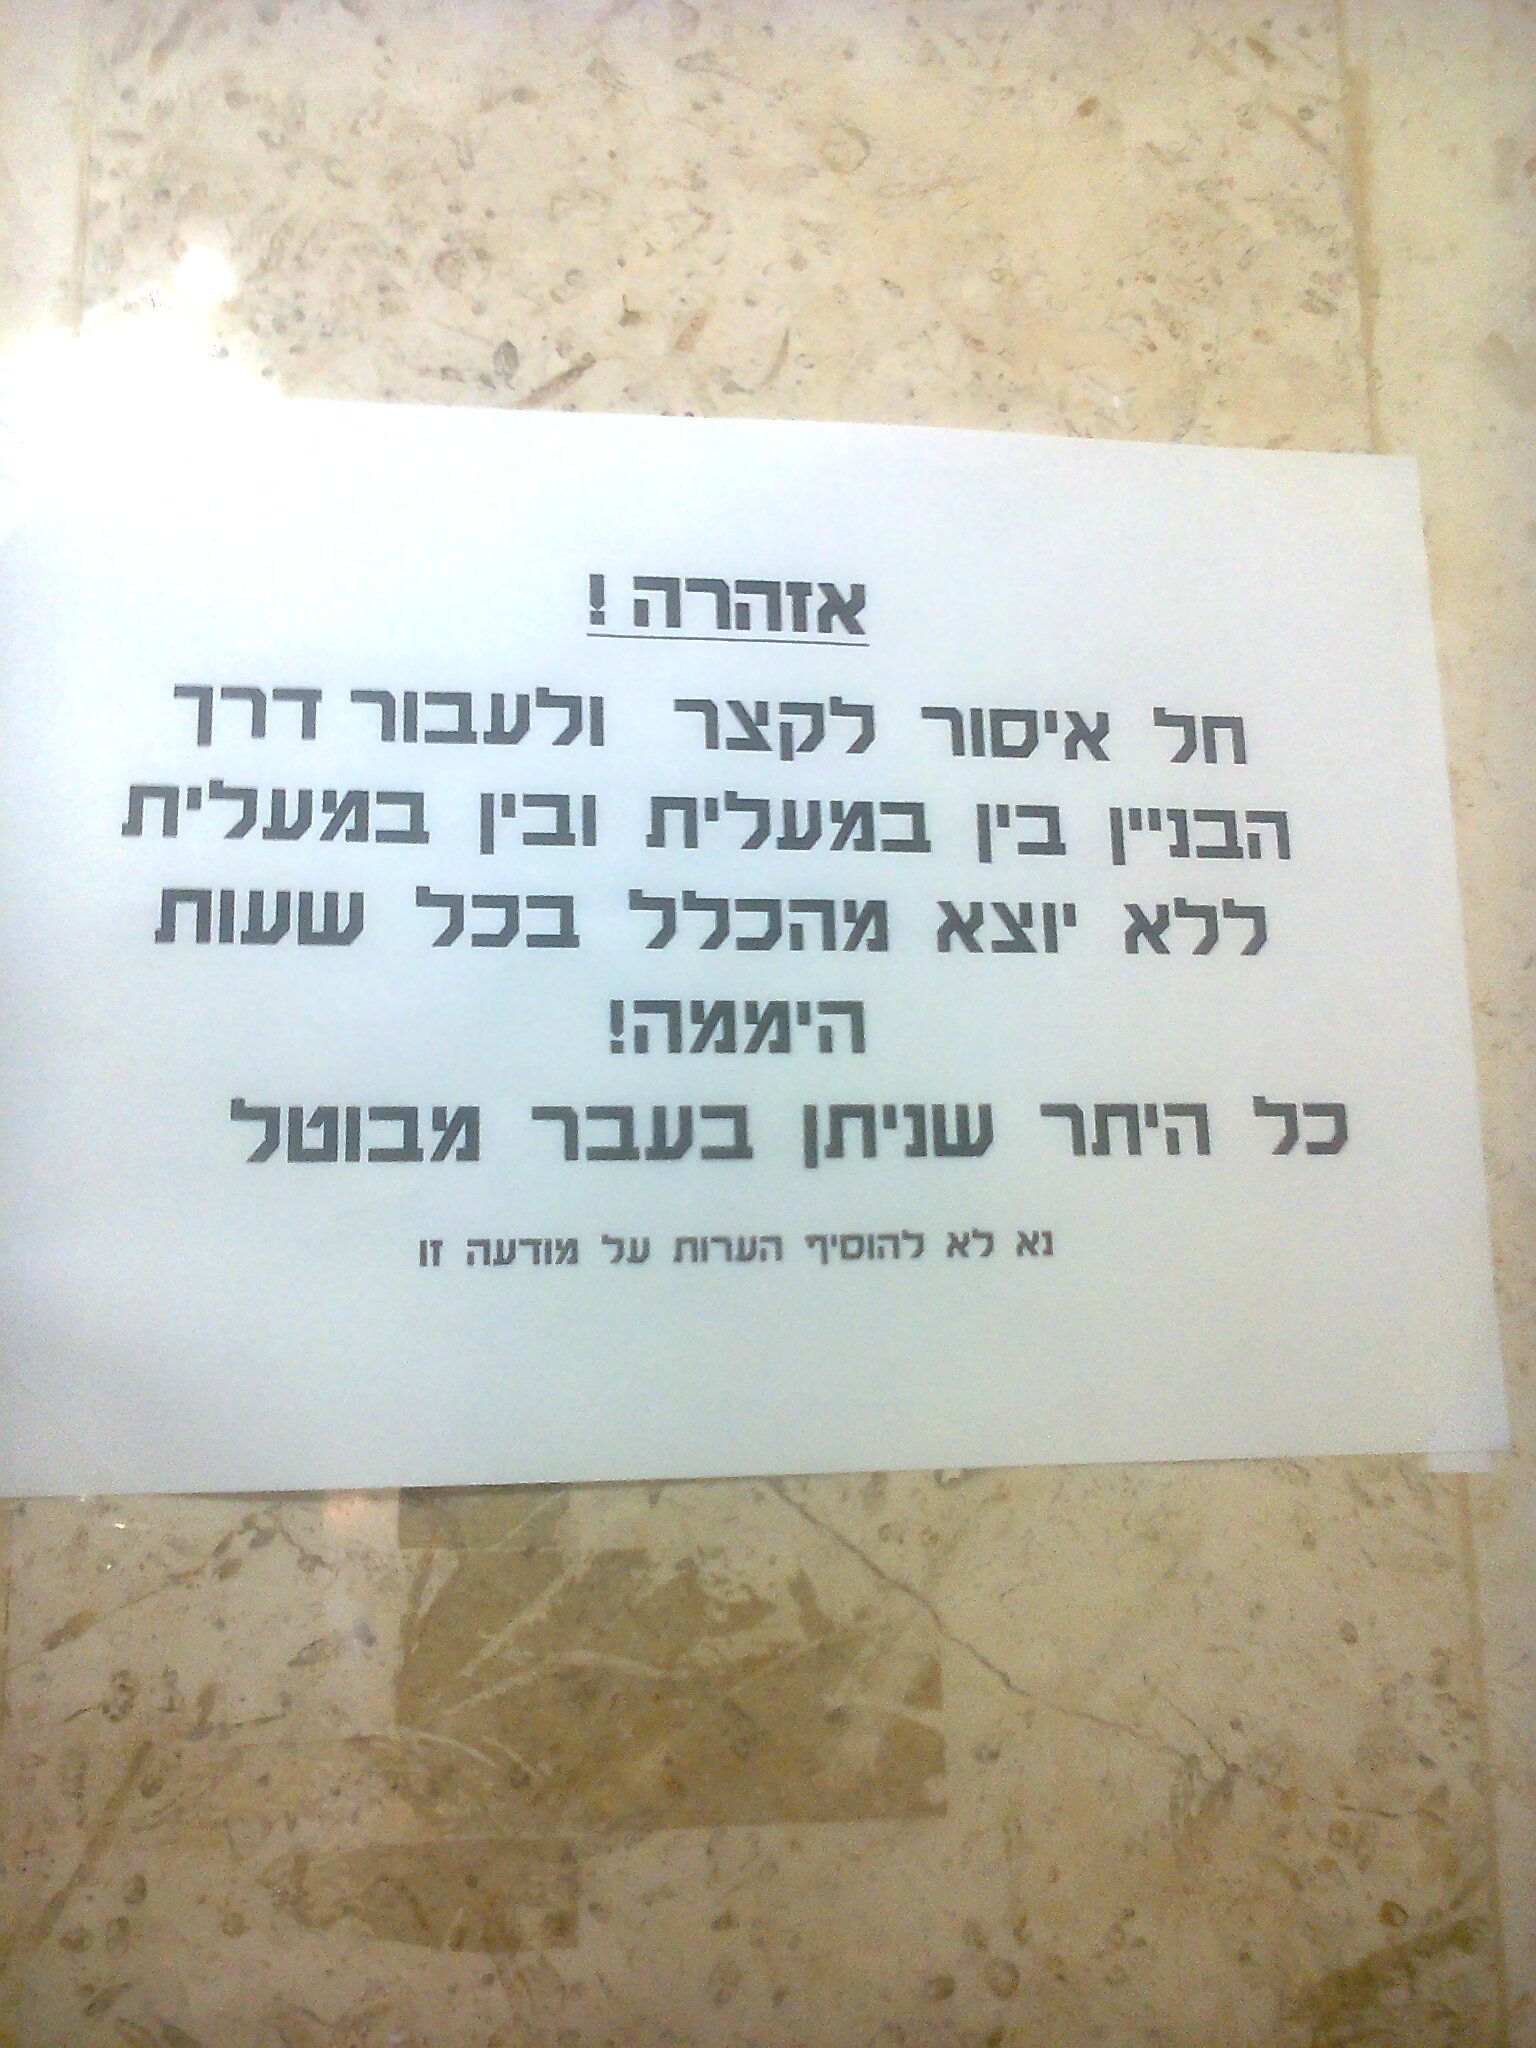 אזהרה !
חל איסור לקצר ולעבור דרך
הבניין בין במעלית ובין במעלית
ללא יוצא מהכלל בכל שעות
היממה!
כל היתר שניתן בעבר מבוטל
נא לא להוסיף הערות על מודעה זו